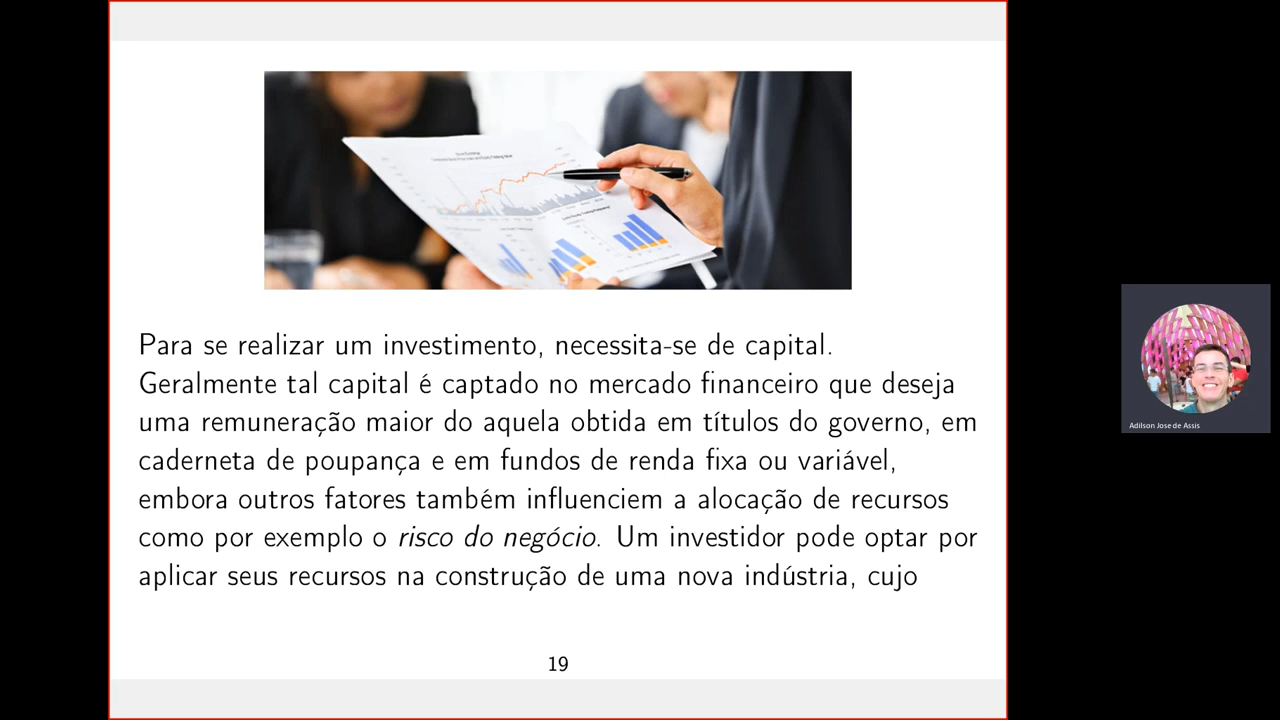 Para se realizar um investimento, necessita-se de capital.
Geralmente tal capital é captado no mercado financeiro que deseja
uma remuneração maior do aquela obtida em títulos do governo, em
caderneta de poupança e em fundos de renda fixa ou variável,
embora outros fatores também influenciem a alocação de recursos
como por exemplo o risco do negócio. Um investidor pode optar por
aplicar seus recursos na construção de uma nova indústria, cujo
19
Adilson Jose de Assis